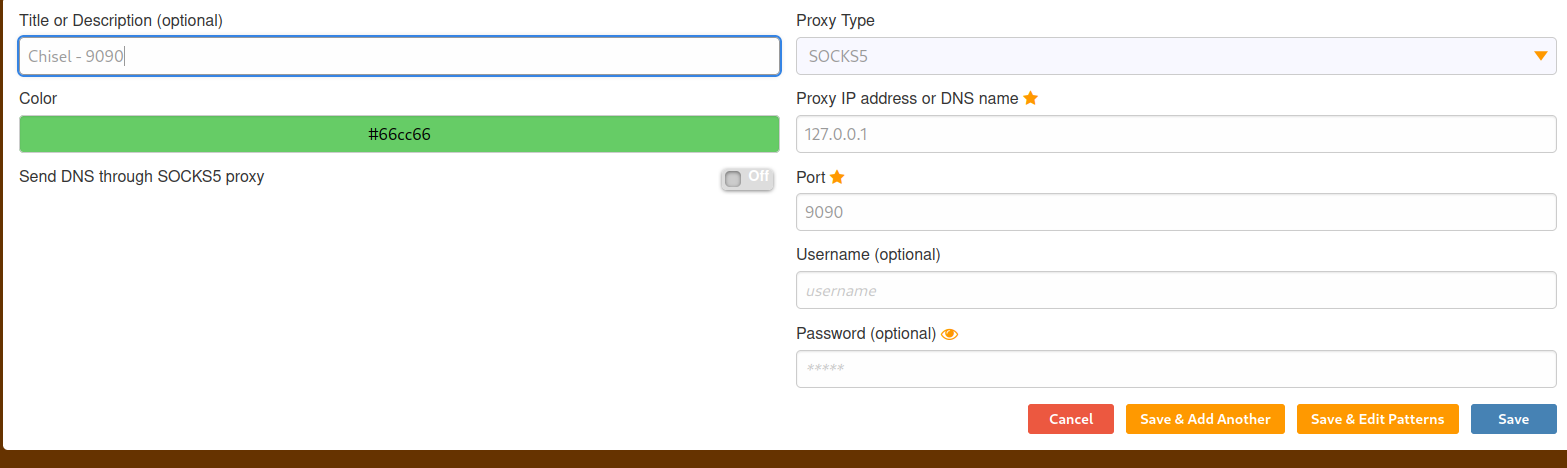 Title or Description (optional)
Chisel - 9090
Color
#66cc66
Send DNS through SOCKS5 proxy
Off
Proxy Type
SOCKS5
Proxy IP address or DNS name
127.0.0.1
Port
9090
Username (optional)
username
Password (optional)
*****
Cancel
Save & Add Another
Save & Edit Patterns
Save